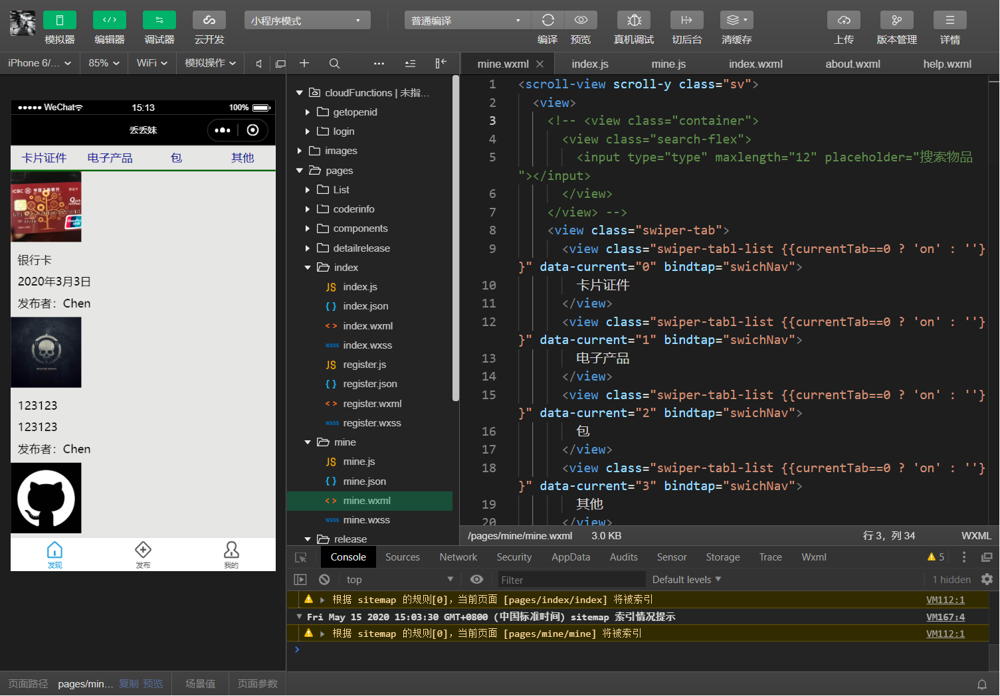 模拟器 编辑器 调试器 云开发 小程序模式 普通编译 编译 预览 真机调试 切后台 清缓存 上传 版本管理 详情
iPhone 6/... 85% WiFi 模拟操作
mine.wxml index.js mine.js index.wxml about.wxml help.wxml
WeChat 15:13 100%
丢丢妹
卡片证件 电子产品 包 其他
ICBC 中国工商银行
银行卡
2020年3月3日
发布者：Chen
123123
123123
发布者：Chen
发现 发布 我的
页面路径 pages/min... 复制 预览 场景值 页面参数
cloudFunctions | 未指...
getopenid
login
images
pages
List
coderinfo
components
detailrelease
index
JS index.js
{ } index.json
< > index.wxml
wxss index.wxss
JS register.js
{ } register.json
< > register.wxml
wxss register.wxss
mine
JS mine.js
{ } mine.json
< > mine.wxml
wxss mine.wxss
release
1 <scroll-view scroll-y class="sv">
2 <view>
3 <!-- <view class="container">
4 <view class="search-flex">
5 <input type="type" maxlength="12" placeholder="搜索物品
"></input>
6 </view>
7 </view> -->
8 <view class="swiper-tab">
9 <view class="swiper-tabl-list {{currentTab==0 ? 'on' : ''}
}" data-current="0" bindtap="swichNav">
10 卡片证件
11 </view>
12 <view class="swiper-tabl-list {{currentTab==0 ? 'on' : ''}
}" data-current="1" bindtap="swichNav">
13 电子产品
14 </view>
15 <view class="swiper-tabl-list {{currentTab==0 ? 'on' : ''}
}" data-current="2" bindtap="swichNav">
16 包
17 </view>
18 <view class="swiper-tabl-list {{currentTab==0 ? 'on' : ''}
}" data-current="3" bindtap="swichNav">
19 其他
20 </view>
/pages/mine/mine.wxml 3.0 KB 行 3，列 34 WXML
Console Sources Network Security AppData Audits Sensor Storage Trace Wxml 5
top Filter Default levels 1 hidden
根据 sitemap 的规则[0]，当前页面 [pages/index/index] 将被索引 VM112:1
Fri May 15 2020 15:03:30 GMT+0800 (中国标准时间) sitemap 索引情况提示 VM167:4
根据 sitemap 的规则[0]，当前页面 [pages/mine/mine] 将被索引 VM112:1